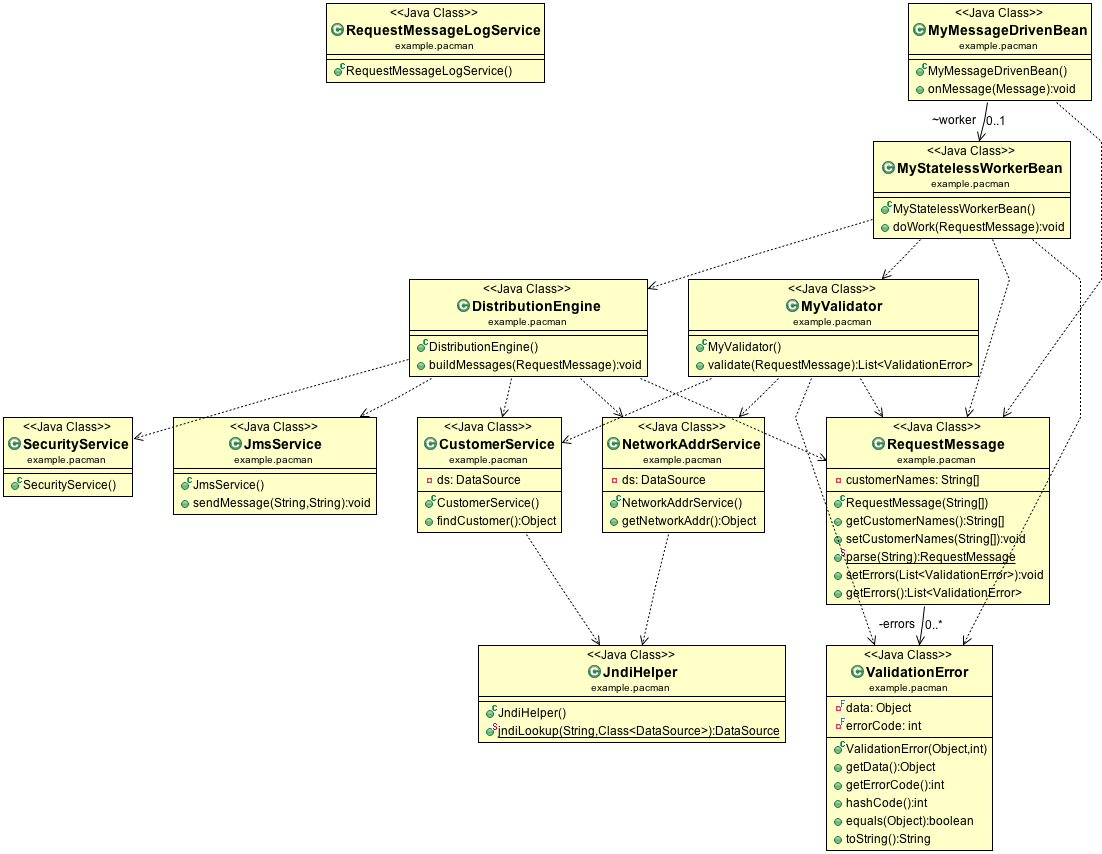 <<Java Class>>
RequestMessageLogService
example.pacman
RequestMessageLogService()
<<Java Class>>
MyMessageDrivenBean
example.pacman
MyMessageDrivenBean()
onMessage(Message):void
~worker 0..1
<<Java Class>>
MyStatelessWorkerBean
example.pacman
MyStatelessWorkerBean()
doWork(RequestMessage):void
<<Java Class>>
DistributionEngine
example.pacman
DistributionEngine()
buildMessages(RequestMessage):void
<<Java Class>>
MyValidator
example.pacman
MyValidator()
validate(RequestMessage):List<ValidationError>
<<Java Class>>
SecurityService
example.pacman
SecurityService()
<<Java Class>>
JmsService
example.pacman
JmsService()
sendMessage(String,String):void
<<Java Class>>
CustomerService
example.pacman
ds: DataSource
CustomerService()
findCustomer():Object
<<Java Class>>
NetworkAddrService
example.pacman
ds: DataSource
NetworkAddrService()
getNetworkAddr():Object
<<Java Class>>
RequestMessage
example.pacman
customerNames: String[]
RequestMessage(String[])
getCustomerNames():String[]
setCustomerNames(String[]):void
parse(String):RequestMessage
setErrors(List<ValidationError>):void
getErrors():List<ValidationError>
-errors 0..*
<<Java Class>>
JndiHelper
example.pacman
JndiHelper()
jndiLookup(String,Class<DataSource>):DataSource
<<Java Class>>
ValidationError
example.pacman
data: Object
errorCode: int
ValidationError(Object,int)
getData():Object
getErrorCode():int
hashCode():int
equals(Object):boolean
toString():String